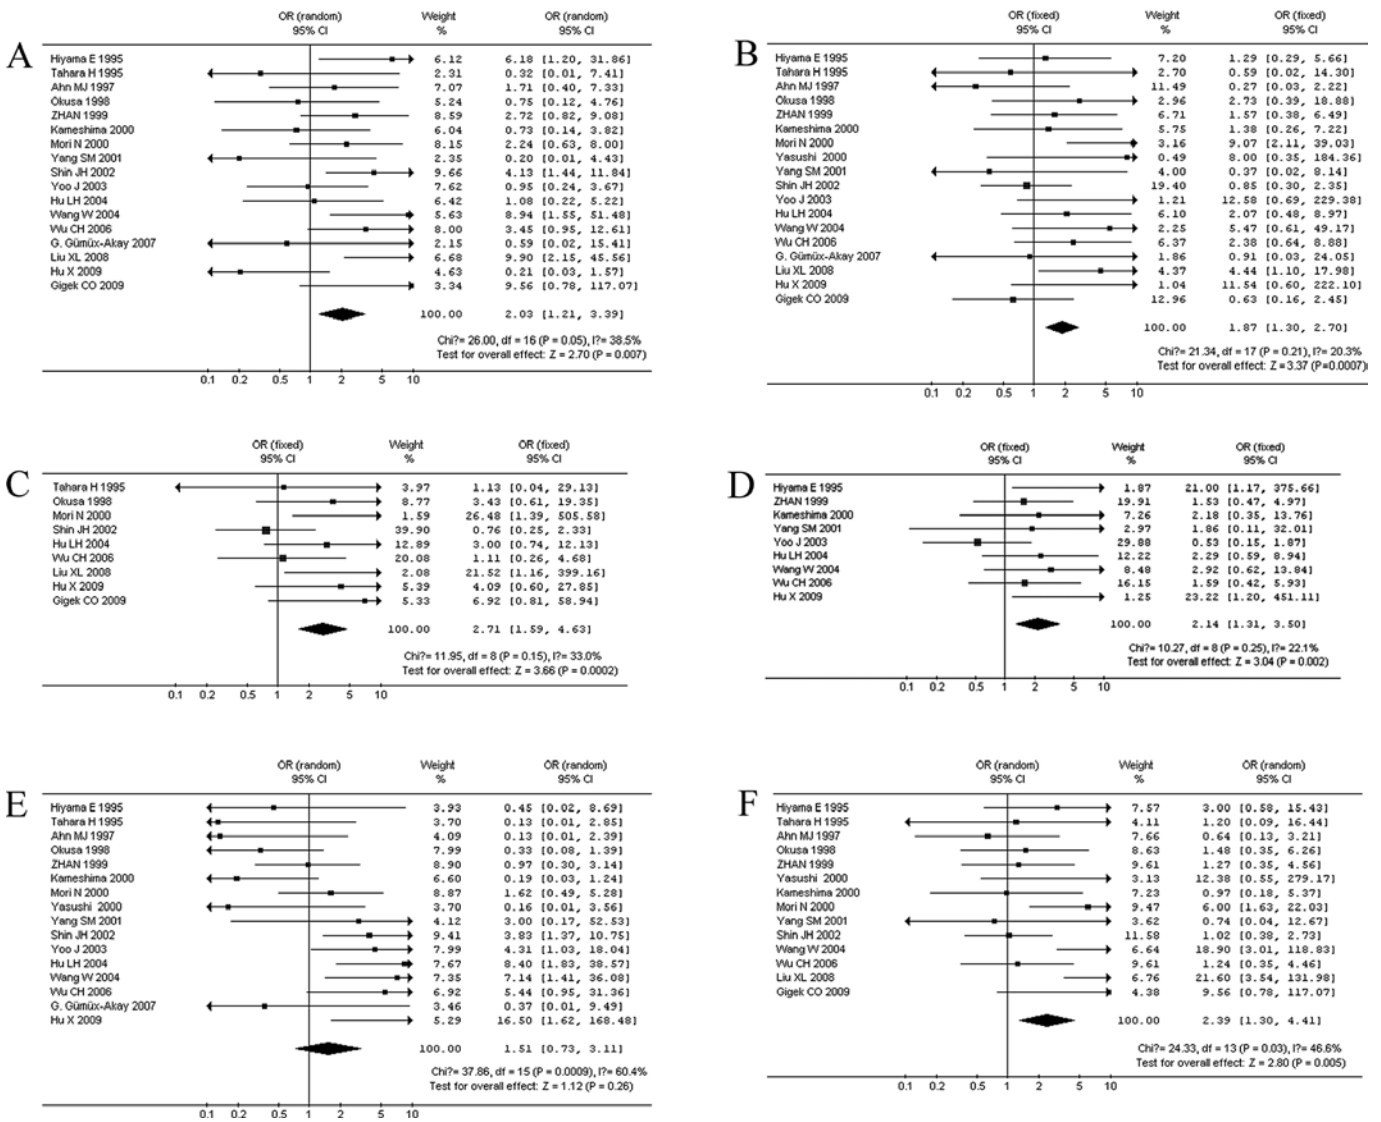 A
OR (random) Weight OR (random)
95% CI % 95% CI
Hiyama E 1995 6.12 6.18 [1.20, 31.86]
Tahara H 1995 2.31 0.32 [0.01, 7.41]
Ahn MJ 1997 7.07 1.71 [0.40, 7.33]
Okusa 1998 5.24 0.75 [0.12, 4.76]
ZHAN 1999 8.59 2.72 [0.82, 9.08]
Kameshima 2000 6.04 0.73 [0.14, 3.82]
Mori N 2000 8.15 2.24 [0.63, 8.00]
Yang SM 2001 2.35 0.20 [0.01, 4.43]
Shin JH 2002 9.66 4.13 [1.44, 11.84]
Yoo J 2003 7.62 0.95 [0.24, 3.67]
Hu LH 2004 6.42 1.08 [0.22, 5.22]
Wang W 2004 5.63 8.94 [1.55, 51.48]
Wu CH 2006 8.00 3.45 [0.95, 12.61]
G. Gümüx-Akay 2007 2.15 0.59 [0.02, 15.41]
Liu XL 2008 6.68 9.90 [2.15, 45.56]
Hu X 2009 4.63 0.21 [0.03, 1.57]
Gigek CO 2009 3.34 9.56 [0.78, 117.07]
100.00 2.03 [1.21, 3.39]
Chi?= 26.00, df = 16 (P = 0.05), I?= 38.5%
Test for overall effect: Z = 2.70 (P = 0.007)
0.1 0.2 0.5 1 2 5 10
B
OR (fixed) Weight OR (fixed)
95% CI % 95% CI
Hiyama E 1995 7.20 1.29 [0.29, 5.66]
Tahara H 1995 2.70 0.59 [0.02, 14.30]
Ahn MJ 1997 11.49 0.27 [0.03, 2.22]
Okusa 1998 2.96 2.73 [0.39, 18.88]
ZHAN 1999 6.71 1.57 [0.38, 6.49]
Kameshima 2000 5.75 1.38 [0.26, 7.22]
Mori N 2000 3.16 9.07 [2.11, 39.03]
Yasushi 2000 0.49 8.00 [0.35, 184.36]
Yang SM 2001 4.00 0.37 [0.02, 8.14]
Shin JH 2002 19.40 0.85 [0.30, 2.35]
Yoo J 2003 1.21 12.58 [0.69, 229.38]
Hu LH 2004 6.10 2.07 [0.48, 8.97]
Wang W 2004 2.25 5.47 [0.61, 49.17]
Wu CH 2006 6.37 2.38 [0.64, 8.88]
G. Gümüx-Akay 2007 1.86 0.91 [0.03, 24.05]
Liu XL 2008 4.37 4.44 [1.10, 17.98]
Hu X 2009 1.04 11.54 [0.60, 222.10]
Gigek CO 2009 12.96 0.63 [0.16, 2.45]
100.00 1.87 [1.30, 2.70]
Chi?= 21.34, df = 17 (P = 0.21), I?= 20.3%
Test for overall effect: Z = 3.37 (P=0.0007)
0.1 0.2 0.5 1 2 5 10
C
OR (fixed) Weight OR (fixed)
95% CI % 95% CI
Tahara H 1995 3.97 1.13 [0.04, 29.13]
Okusa 1998 8.77 3.43 [0.61, 19.35]
Mori N 2000 1.59 26.48 [1.39, 505.58]
Shin JH 2002 39.90 0.76 [0.25, 2.33]
Hu LH 2004 12.89 3.00 [0.74, 12.13]
Wu CH 2006 20.08 1.11 [0.26, 4.68]
Liu XL 2008 2.08 21.52 [1.16, 399.16]
Hu X 2009 5.39 4.09 [0.60, 27.85]
Gigek CO 2009 5.33 6.92 [0.81, 58.94]
100.00 2.71 [1.59, 4.63]
Chi?= 11.95, df = 8 (P = 0.15), I?= 33.0%
Test for overall effect: Z = 3.66 (P = 0.0002)
0.1 0.2 0.5 1 2 5 10
D
OR (fixed) Weight OR (fixed)
95% CI % 95% CI
Hiyama E 1995 1.87 21.00 [1.17, 375.66]
ZHAN 1999 19.91 1.53 [0.47, 4.97]
Kameshima 2000 7.26 2.18 [0.35, 13.76]
Yang SM 2001 2.97 1.86 [0.11, 32.01]
Yoo J 2003 29.88 0.53 [0.15, 1.87]
Hu LH 2004 12.22 2.29 [0.59, 8.94]
Wang W 2004 8.48 2.92 [0.62, 13.84]
Wu CH 2006 16.15 1.59 [0.42, 5.93]
Hu X 2009 1.25 23.22 [1.20, 451.11]
100.00 2.14 [1.31, 3.50]
Chi?= 10.27, df = 8 (P = 0.25), I?= 22.1%
Test for overall effect: Z = 3.04 (P = 0.002)
0.1 0.2 0.5 1 2 5 10
E
OR (random) Weight OR (random)
95% CI % 95% CI
Hiyama E 1995 3.93 0.45 [0.02, 8.69]
Tahara H 1995 3.70 0.13 [0.01, 2.85]
Ahn MJ 1997 4.09 0.13 [0.01, 2.39]
Okusa 1998 7.99 0.33 [0.08, 1.39]
ZHAN 1999 8.90 0.97 [0.30, 3.14]
Kameshima 2000 6.60 0.19 [0.03, 1.24]
Mori N 2000 8.87 1.62 [0.49, 5.28]
Yasushi 2000 3.70 0.16 [0.01, 3.56]
Yang SM 2001 4.12 3.00 [0.17, 52.53]
Shin JH 2002 9.41 3.83 [1.37, 10.75]
Yoo J 2003 7.99 4.31 [1.03, 18.04]
Hu LH 2004 7.67 8.40 [1.83, 38.57]
Wang W 2004 7.35 7.14 [1.41, 36.08]
Wu CH 2006 6.92 5.44 [0.95, 31.36]
G. Gümüx-Akay 2007 3.46 0.37 [0.01, 9.49]
Hu X 2009 5.29 16.50 [1.62, 168.48]
100.00 1.51 [0.73, 3.11]
Chi?= 37.86, df = 15 (P = 0.0009), I?= 60.4%
Test for overall effect: Z = 1.12 (P = 0.26)
0.1 0.2 0.5 1 2 5 10
F
OR (random) Weight OR (random)
95% CI % 95% CI
Hiyama E 1995 7.57 3.00 [0.58, 15.43]
Tahara H 1995 4.11 1.20 [0.09, 16.44]
Ahn MJ 1997 7.66 0.64 [0.13, 3.21]
Okusa 1998 8.63 1.48 [0.35, 6.26]
ZHAN 1999 9.61 1.27 [0.35, 4.56]
Yasushi 2000 3.13 12.38 [0.55, 279.17]
Kameshima 2000 7.23 0.97 [0.18, 5.37]
Mori N 2000 9.47 6.00 [1.63, 22.03]
Yang SM 2001 3.62 0.74 [0.04, 12.67]
Shin JH 2002 11.58 1.02 [0.38, 2.73]
Wang W 2004 6.64 18.90 [3.01, 118.83]
Wu CH 2006 9.61 1.24 [0.35, 4.46]
Liu XL 2008 6.76 21.60 [3.54, 131.98]
Gigek CO 2009 4.38 9.56 [0.78, 117.07]
100.00 2.39 [1.30, 4.41]
Chi?= 24.33, df = 13 (P = 0.03), I?= 46.6%
Test for overall effect: Z = 2.80 (P = 0.005)
0.1 0.2 0.5 1 2 5 10